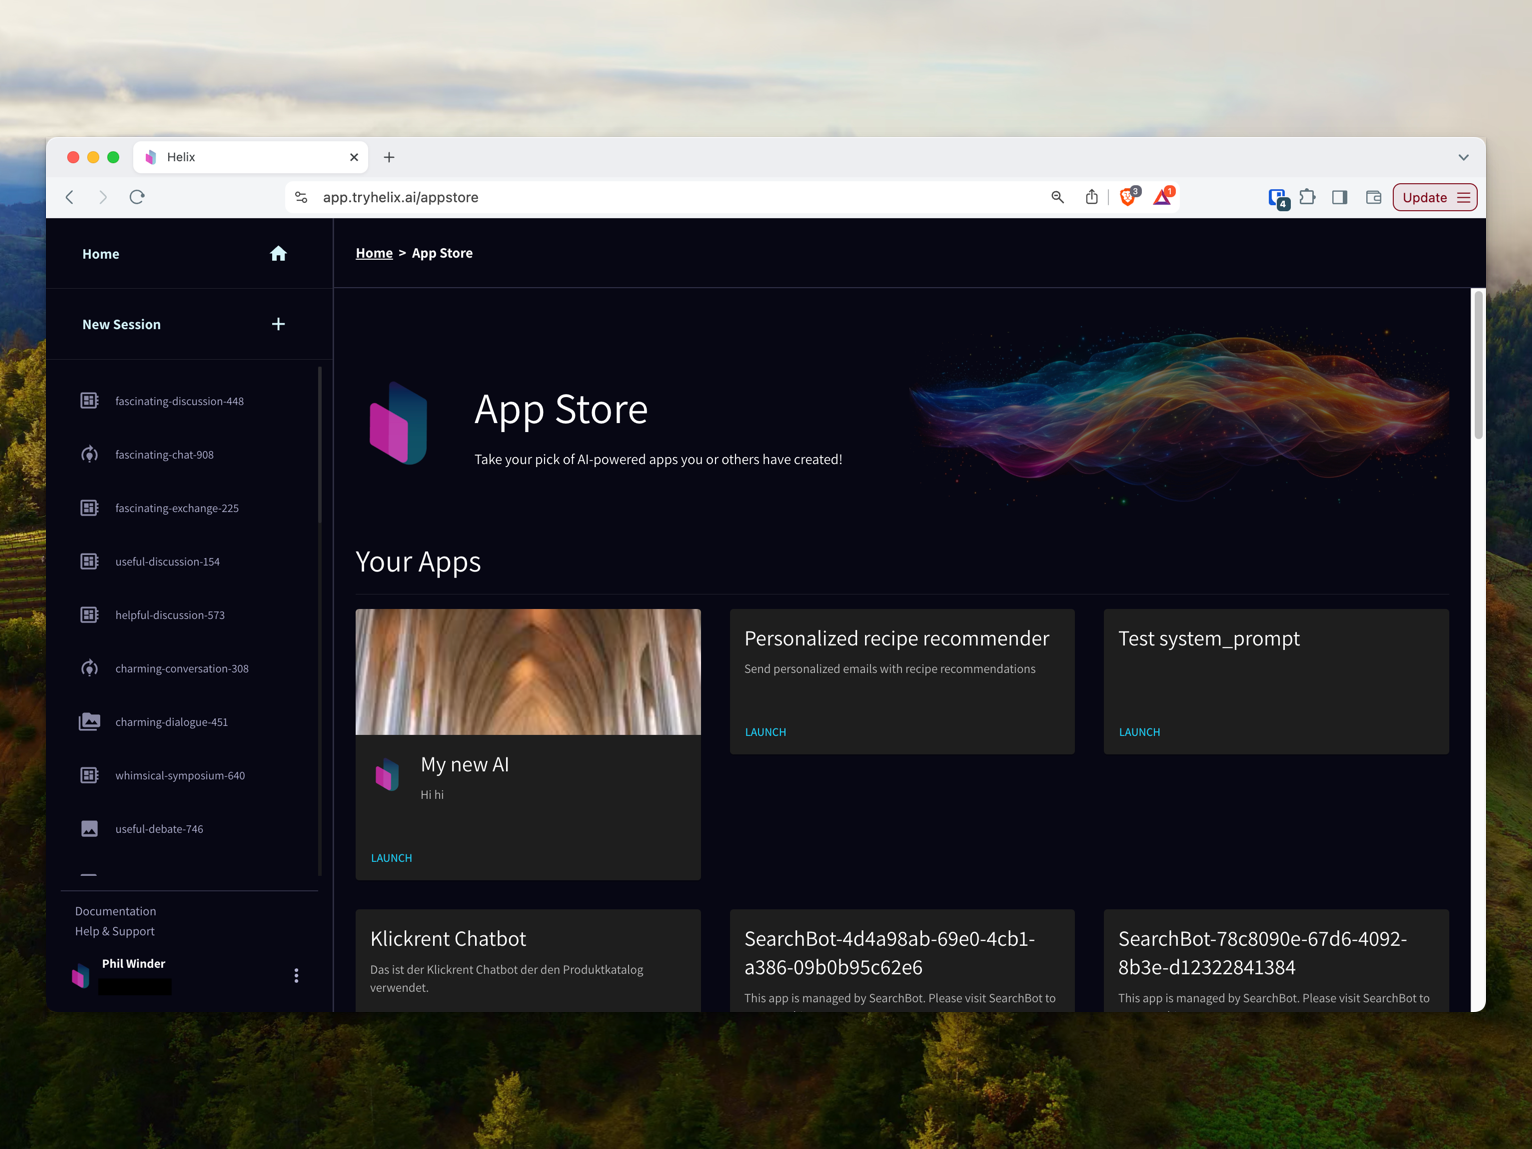 Helix
app.tryhelix.ai/appstore
3
1
4
Update
Home
New Session
fascinating-discussion-448
fascinating-chat-908
fascinating-exchange-225
useful-discussion-154
helpful-discussion-573
charming-conversation-308
charming-dialogue-451
whimsical-symposium-640
useful-debate-746
Documentation
Help & Support
Phil Winder
Home > App Store
App Store
Take your pick of AI-powered apps you or others have created!
Your Apps
My new AI
Hi hi
LAUNCH
Personalized recipe recommender
Send personalized emails with recipe recommendations
LAUNCH
Test system_prompt
LAUNCH
Klickrent Chatbot
Das ist der Klickrent Chatbot der den Produktkatalog
verwendet.
SearchBot-4d4a98ab-69e0-4cb1-
a386-09b0b95c62e6
This app is managed by SearchBot. Please visit SearchBot to
SearchBot-78c8090e-67d6-4092-
8b3e-d12322841384
This app is managed by SearchBot. Please visit SearchBot to